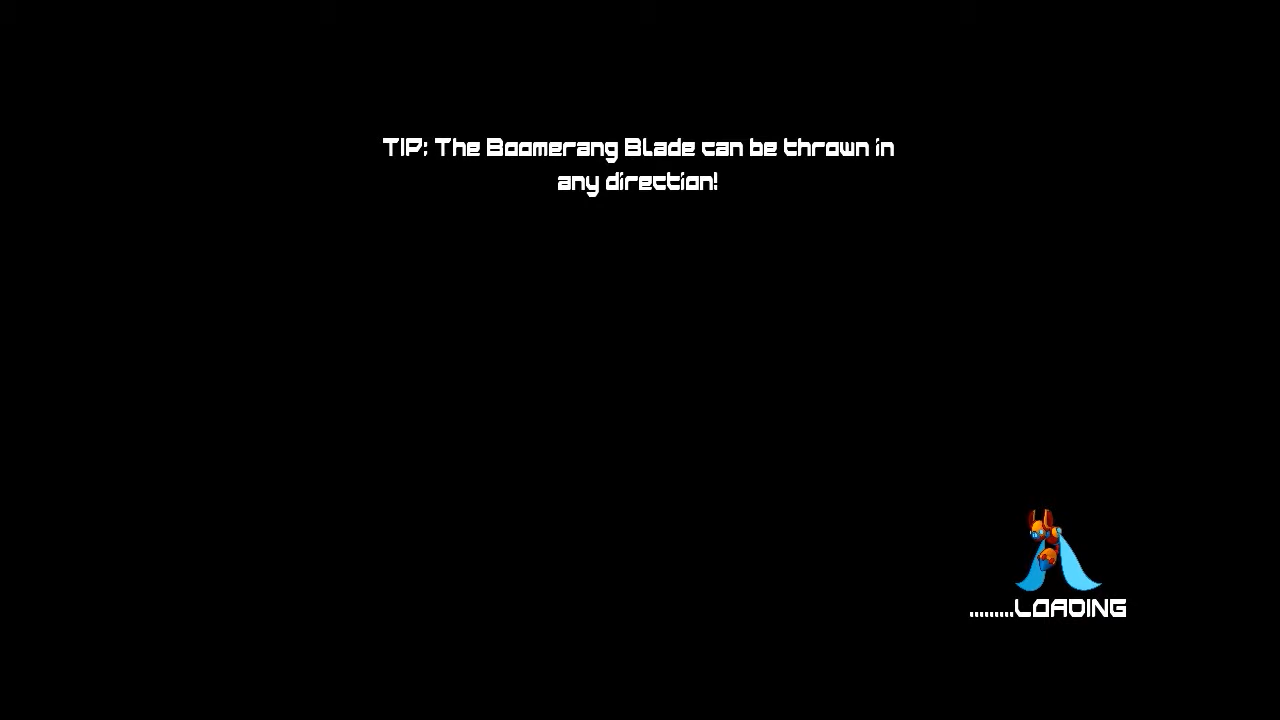 TIP: The Boomerang Blade can be thrown in
any direction!
.........LOADING